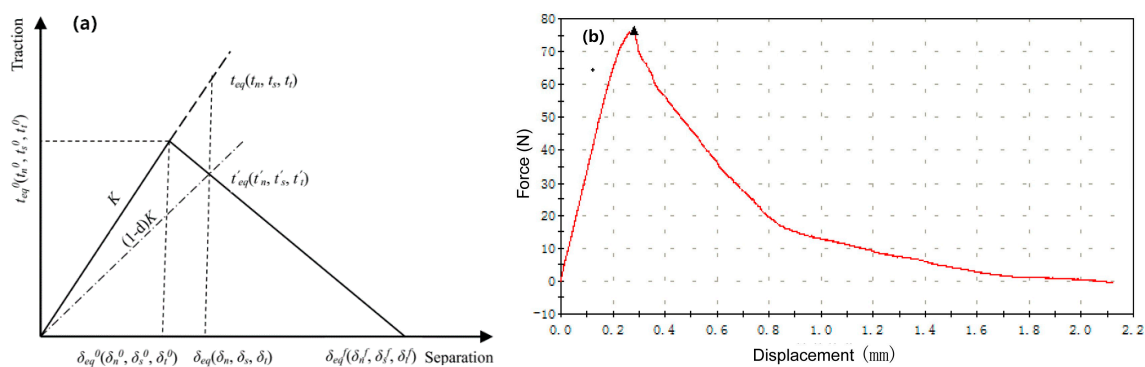 (a)
Traction
t_eq^0(t_n^0, t_s^0, t_t^0)
t_eq(t_n, t_s, t_t)
K
t'_eq(t'_n, t'_s, t'_t)
(1-d)K
δ_eq^0(δ_n^0, δ_s^0, δ_t^0)
δ_eq(δ_n, δ_s, δ_t)
δ_eq^f(δ_n^f, δ_s^f, δ_t^f)
Separation
(b)
Force (N)
80
70
60
50
40
30
20
10
0
-10
0.0 0.2 0.4 0.6 0.8 1.0 1.2 1.4 1.6 1.8 2.0 2.2
Displacement (mm)